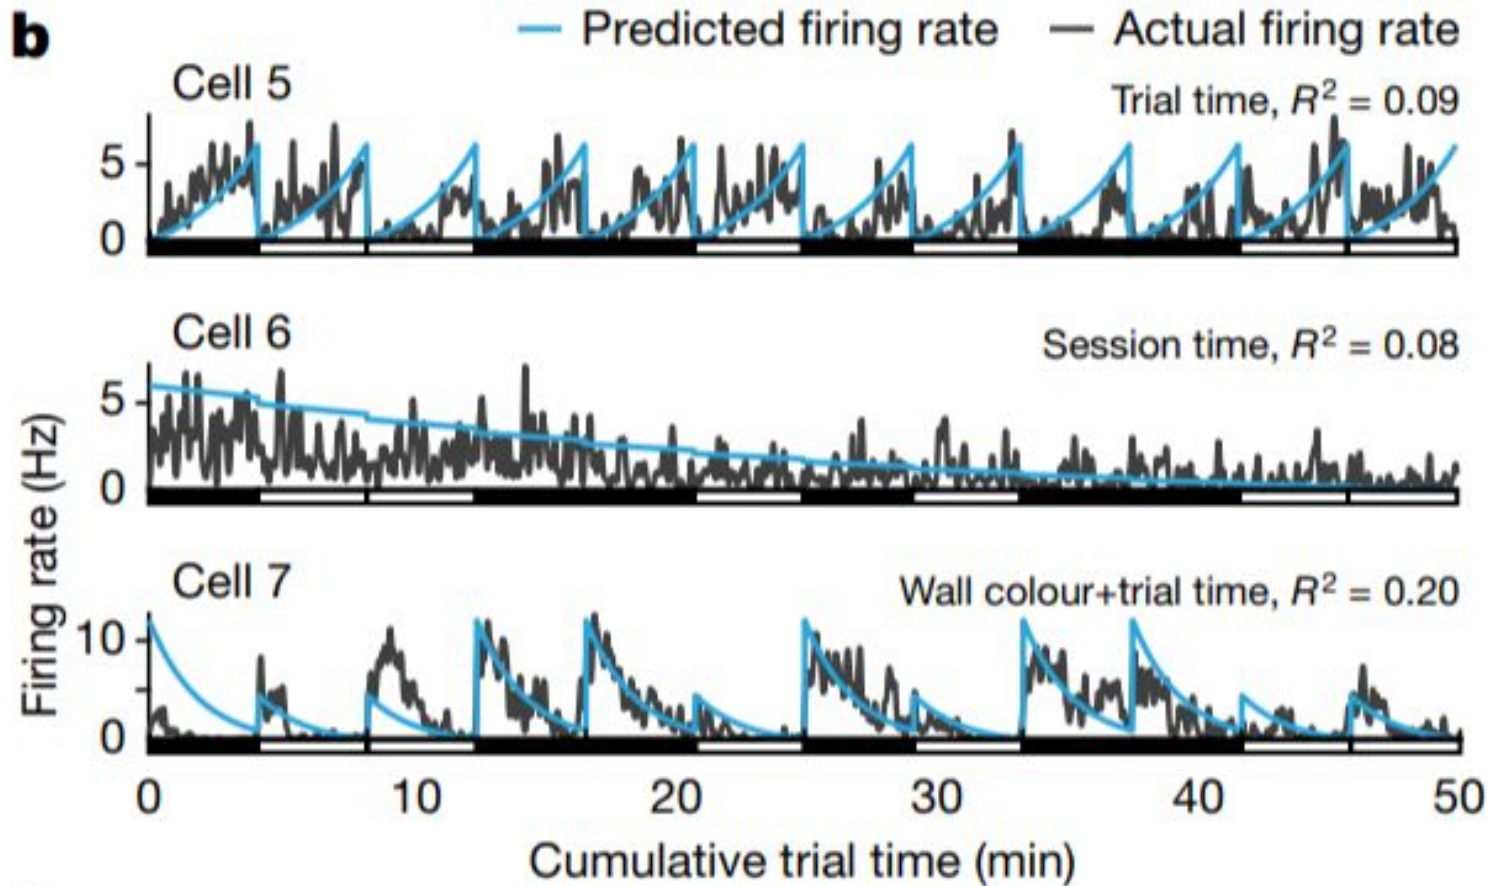 b
Predicted firing rate
Actual firing rate
Cell 5
Trial time, R² = 0.09
5
0
Cell 6
Session time, R² = 0.08
5
0
Cell 7
Wall colour+trial time, R² = 0.20
10
0
Firing rate (Hz)
0 10 20 30 40 50
Cumulative trial time (min)